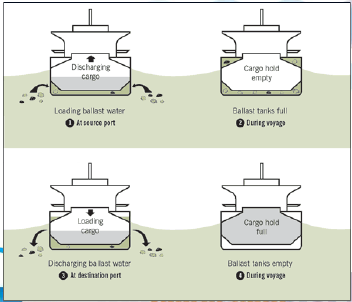 Discharging
cargo
Loading ballast water
1 At source port
Cargo hold
empty
Ballast tanks full
2 During voyage
Loading
cargo
Discharging ballast water
3 At destination port
Cargo hold
full
Ballast tanks empty
4 During voyage